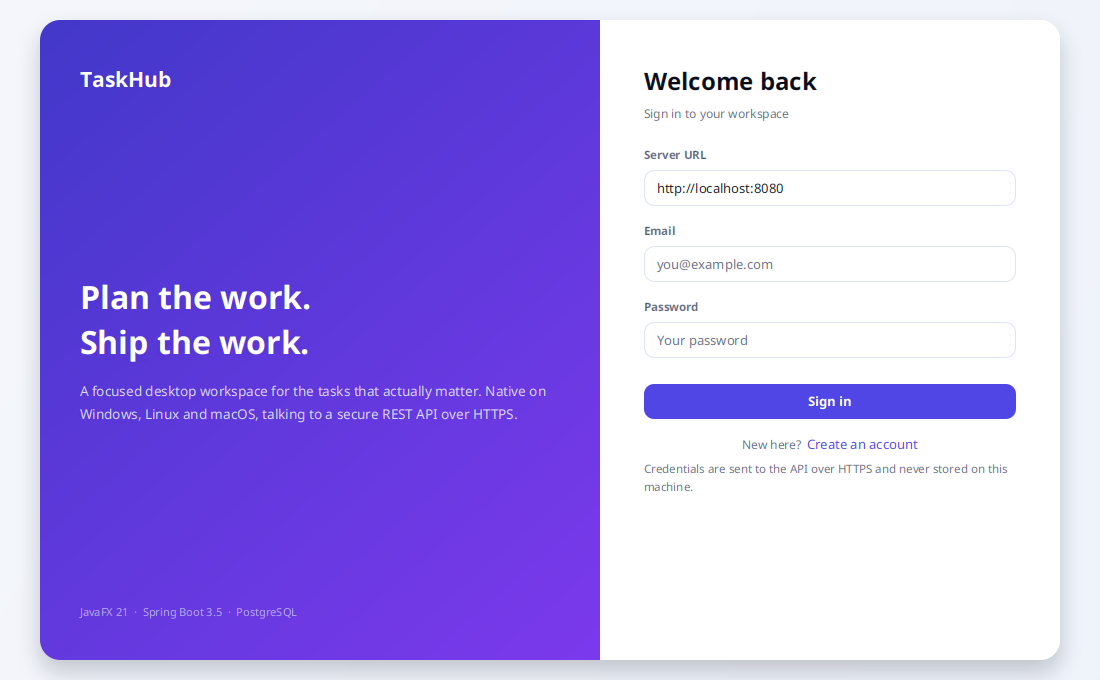 TaskHub
Plan the work.
Ship the work.
A focused desktop workspace for the tasks that actually matter. Native on
Windows, Linux and macOS, talking to a secure REST API over HTTPS.
JavaFX 21 · Spring Boot 3.5 · PostgreSQL
Welcome back
Sign in to your workspace
Server URL
http://localhost:8080
Email
you@example.com
Password
Your password
Sign in
New here? Create an account
Credentials are sent to the API over HTTPS and never stored on this
machine.